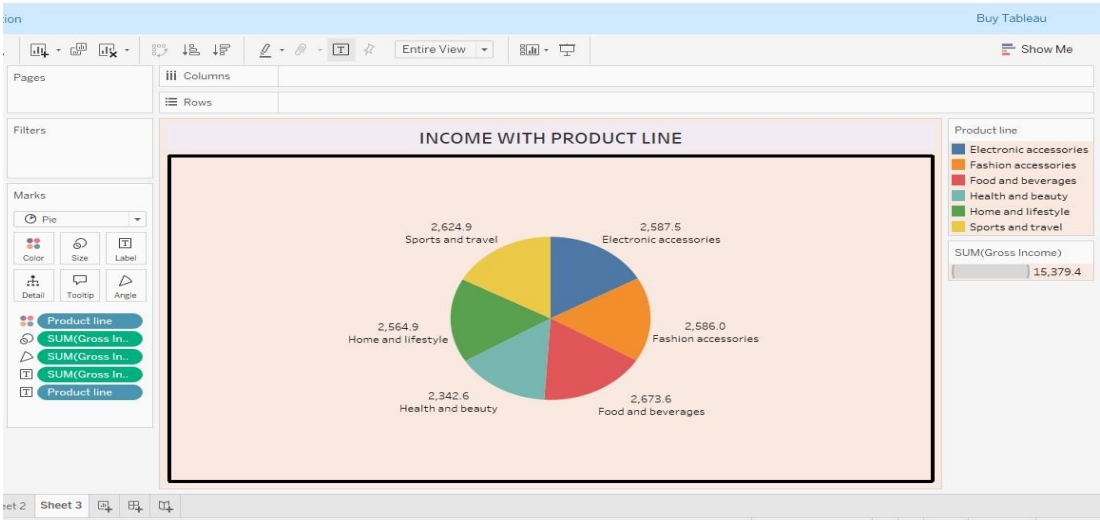 tion
Buy Tableau
Entire View
Show Me
Pages
iii Columns
Rows
Filters
Marks
Pie
Color
Size
Label
Detail
Tooltip
Angle
Product line
SUM(Gross In..
SUM(Gross In..
SUM(Gross In..
Product line
INCOME WITH PRODUCT LINE
2,624.9
Sports and travel
2,587.5
Electronic accessories
2,564.9
Home and lifestyle
2,586.0
Fashion accessories
2,342.6
Health and beauty
2,673.6
Food and beverages
Product line
Electronic accessories
Fashion accessories
Food and beverages
Health and beauty
Home and lifestyle
Sports and travel
SUM(Gross Income)
15,379.4
eet 2
Sheet 3